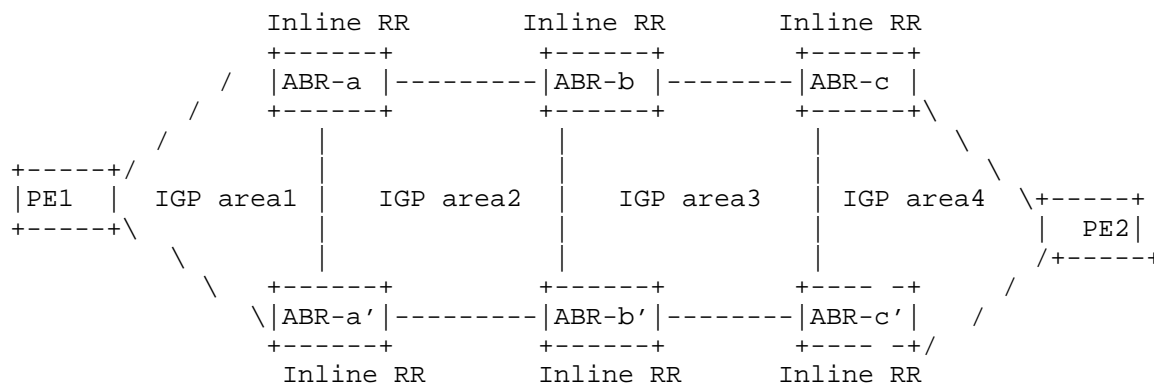 Inline RR Inline RR Inline RR
ABR-a ABR-b ABR-c
PE1 IGP area1 IGP area2 IGP area3 IGP area4
PE2
ABR-a’ ABR-b’ ABR-c’
Inline RR Inline RR Inline RR